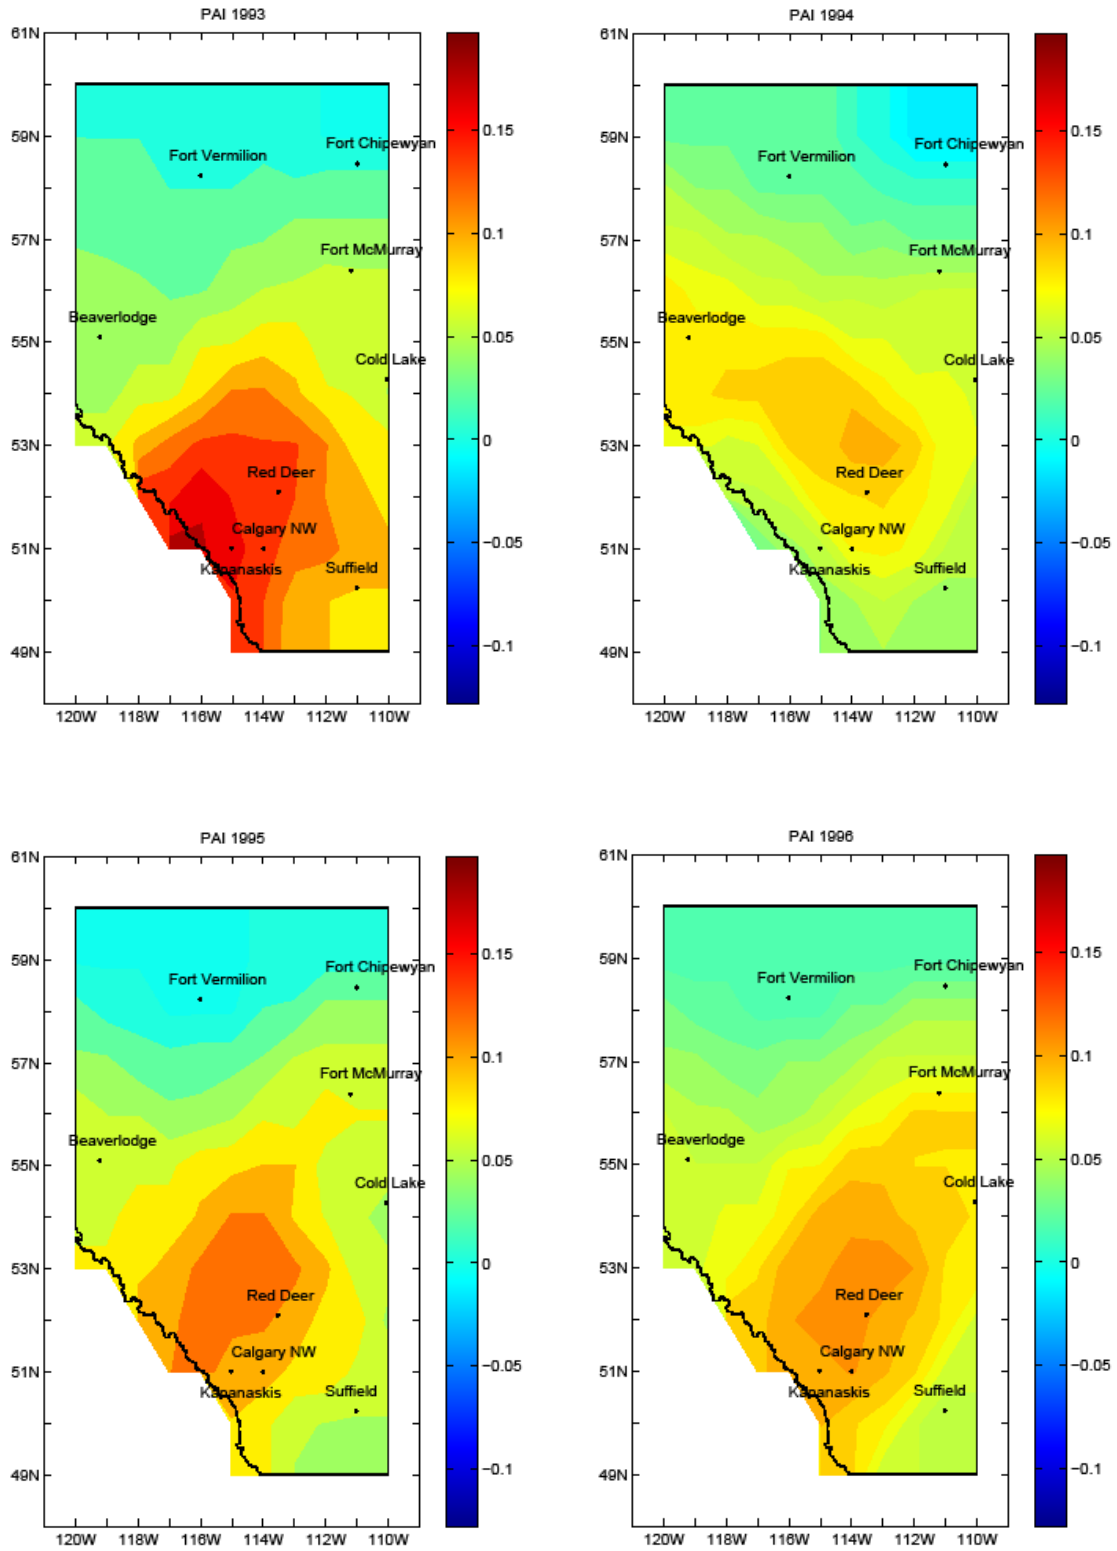 PAI 1993
61N
59N
57N
55N
53N
51N
49N
120W 118W 116W 114W 112W 110W
Fort Chipewyan
Fort Vermilion
Fort McMurray
Beaverlodge
Cold Lake
Red Deer
Calgary NW
Kananaskis
Suffield
0.15
0.1
0.05
0
-0.05
-0.1
PAI 1994
61N
59N
57N
55N
53N
51N
49N
120W 118W 116W 114W 112W 110W
Fort Chipewyan
Fort Vermilion
Fort McMurray
Beaverlodge
Cold Lake
Red Deer
Calgary NW
Kananaskis
Suffield
0.15
0.1
0.05
0
-0.05
-0.1
PAI 1995
61N
59N
57N
55N
53N
51N
49N
120W 118W 116W 114W 112W 110W
Fort Chipewyan
Fort Vermilion
Fort McMurray
Beaverlodge
Cold Lake
Red Deer
Calgary NW
Kananaskis
Suffield
0.15
0.1
0.05
0
-0.05
-0.1
PAI 1996
61N
59N
57N
55N
53N
51N
49N
120W 118W 116W 114W 112W 110W
Fort Chipewyan
Fort Vermilion
Fort McMurray
Beaverlodge
Cold Lake
Red Deer
Calgary NW
Kananaskis
Suffield
0.15
0.1
0.05
0
-0.05
-0.1